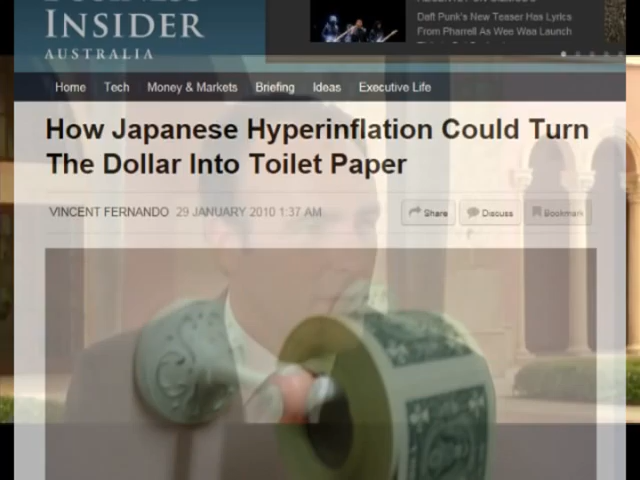 INSIDER
AUSTRALIA
Daft Punk's New Teaser Has Lyrics
From Pharrell As Wee Waa Launch
Home Tech Money & Markets Briefing Ideas Executive Life
How Japanese Hyperinflation Could Turn
The Dollar Into Toilet Paper
VINCENT FERNANDO 29 JANUARY 2010 1:37 AM
Share Discuss Bookmark